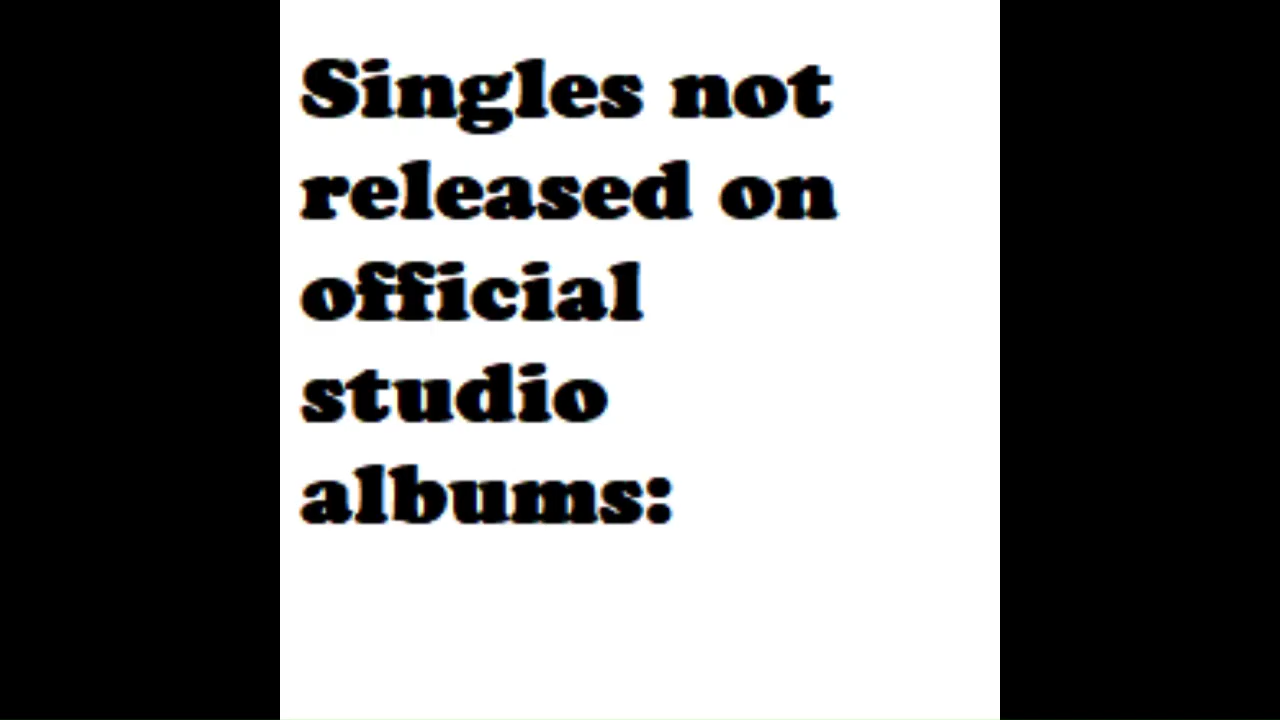 Singles not
released on
official
studio
albums: